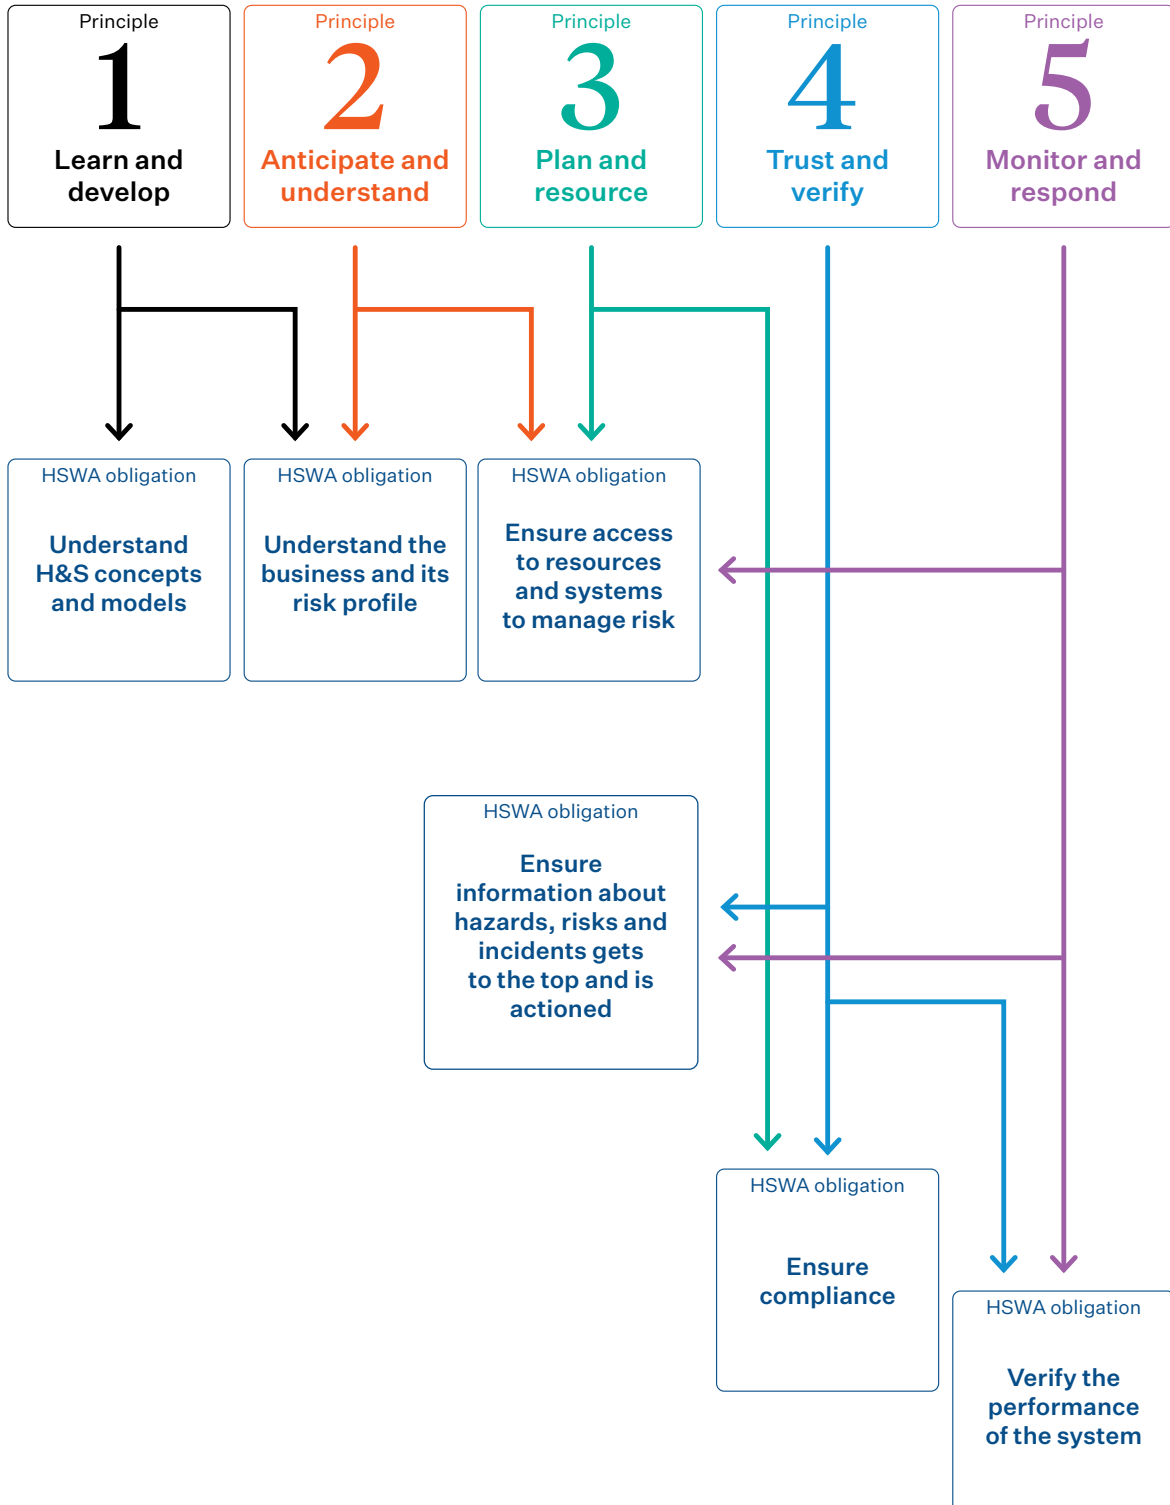 Principle
1
Learn and
develop
Principle
2
Anticipate and
understand
Principle
3
Plan and
resource
Principle
4
Trust and
verify
Principle
5
Monitor and
respond
HSWA obligation
Understand
H&S concepts
and models
HSWA obligation
Understand the
business and its
risk profile
HSWA obligation
Ensure access
to resources
and systems
to manage risk
HSWA obligation
Ensure
information about
hazards, risks and
incidents gets
to the top and is
actioned
HSWA obligation
Ensure
compliance
HSWA obligation
Verify the
performance
of the system